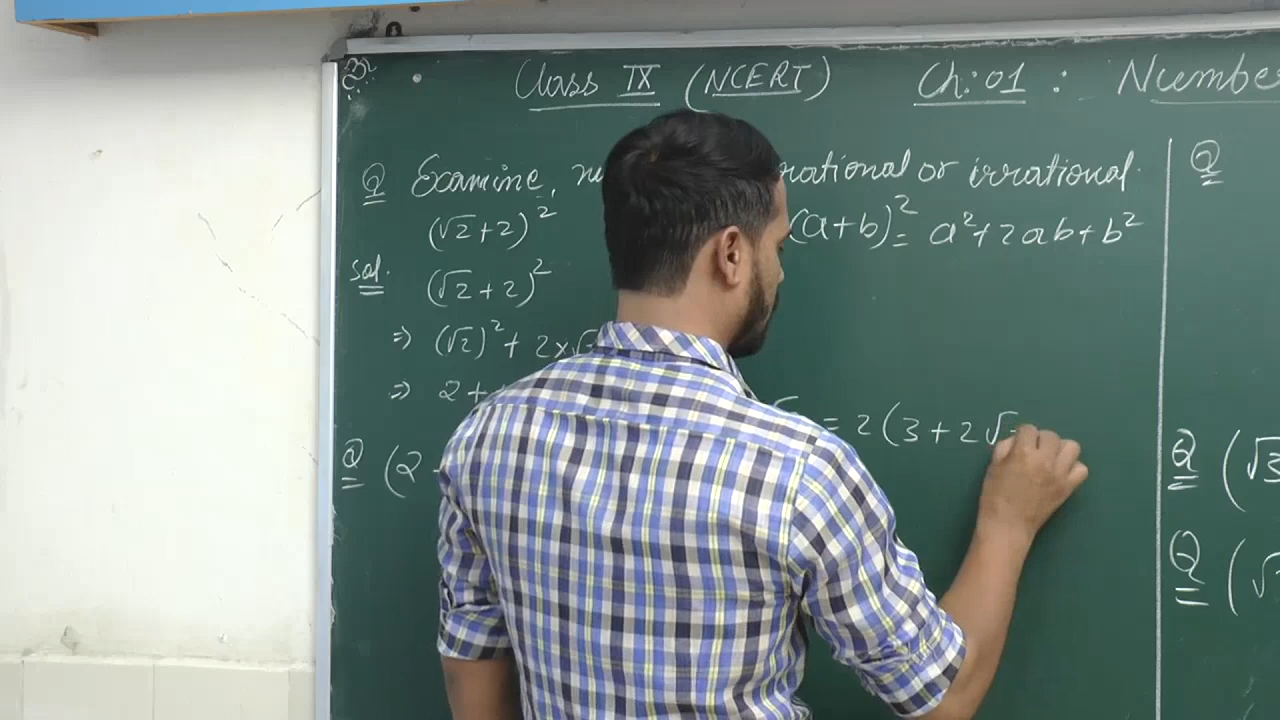 Class IX (NCERT) Ch:01 :
Q Examine, rational or irrational.
(√2+2)²
(a+b)² = a²+2ab+b²
Sol. (√2+2)²
⇒ (√2)² + 2×√
⇒ 2+
= 2(3+2√
Q (2
Q
Q (√3
Q (√